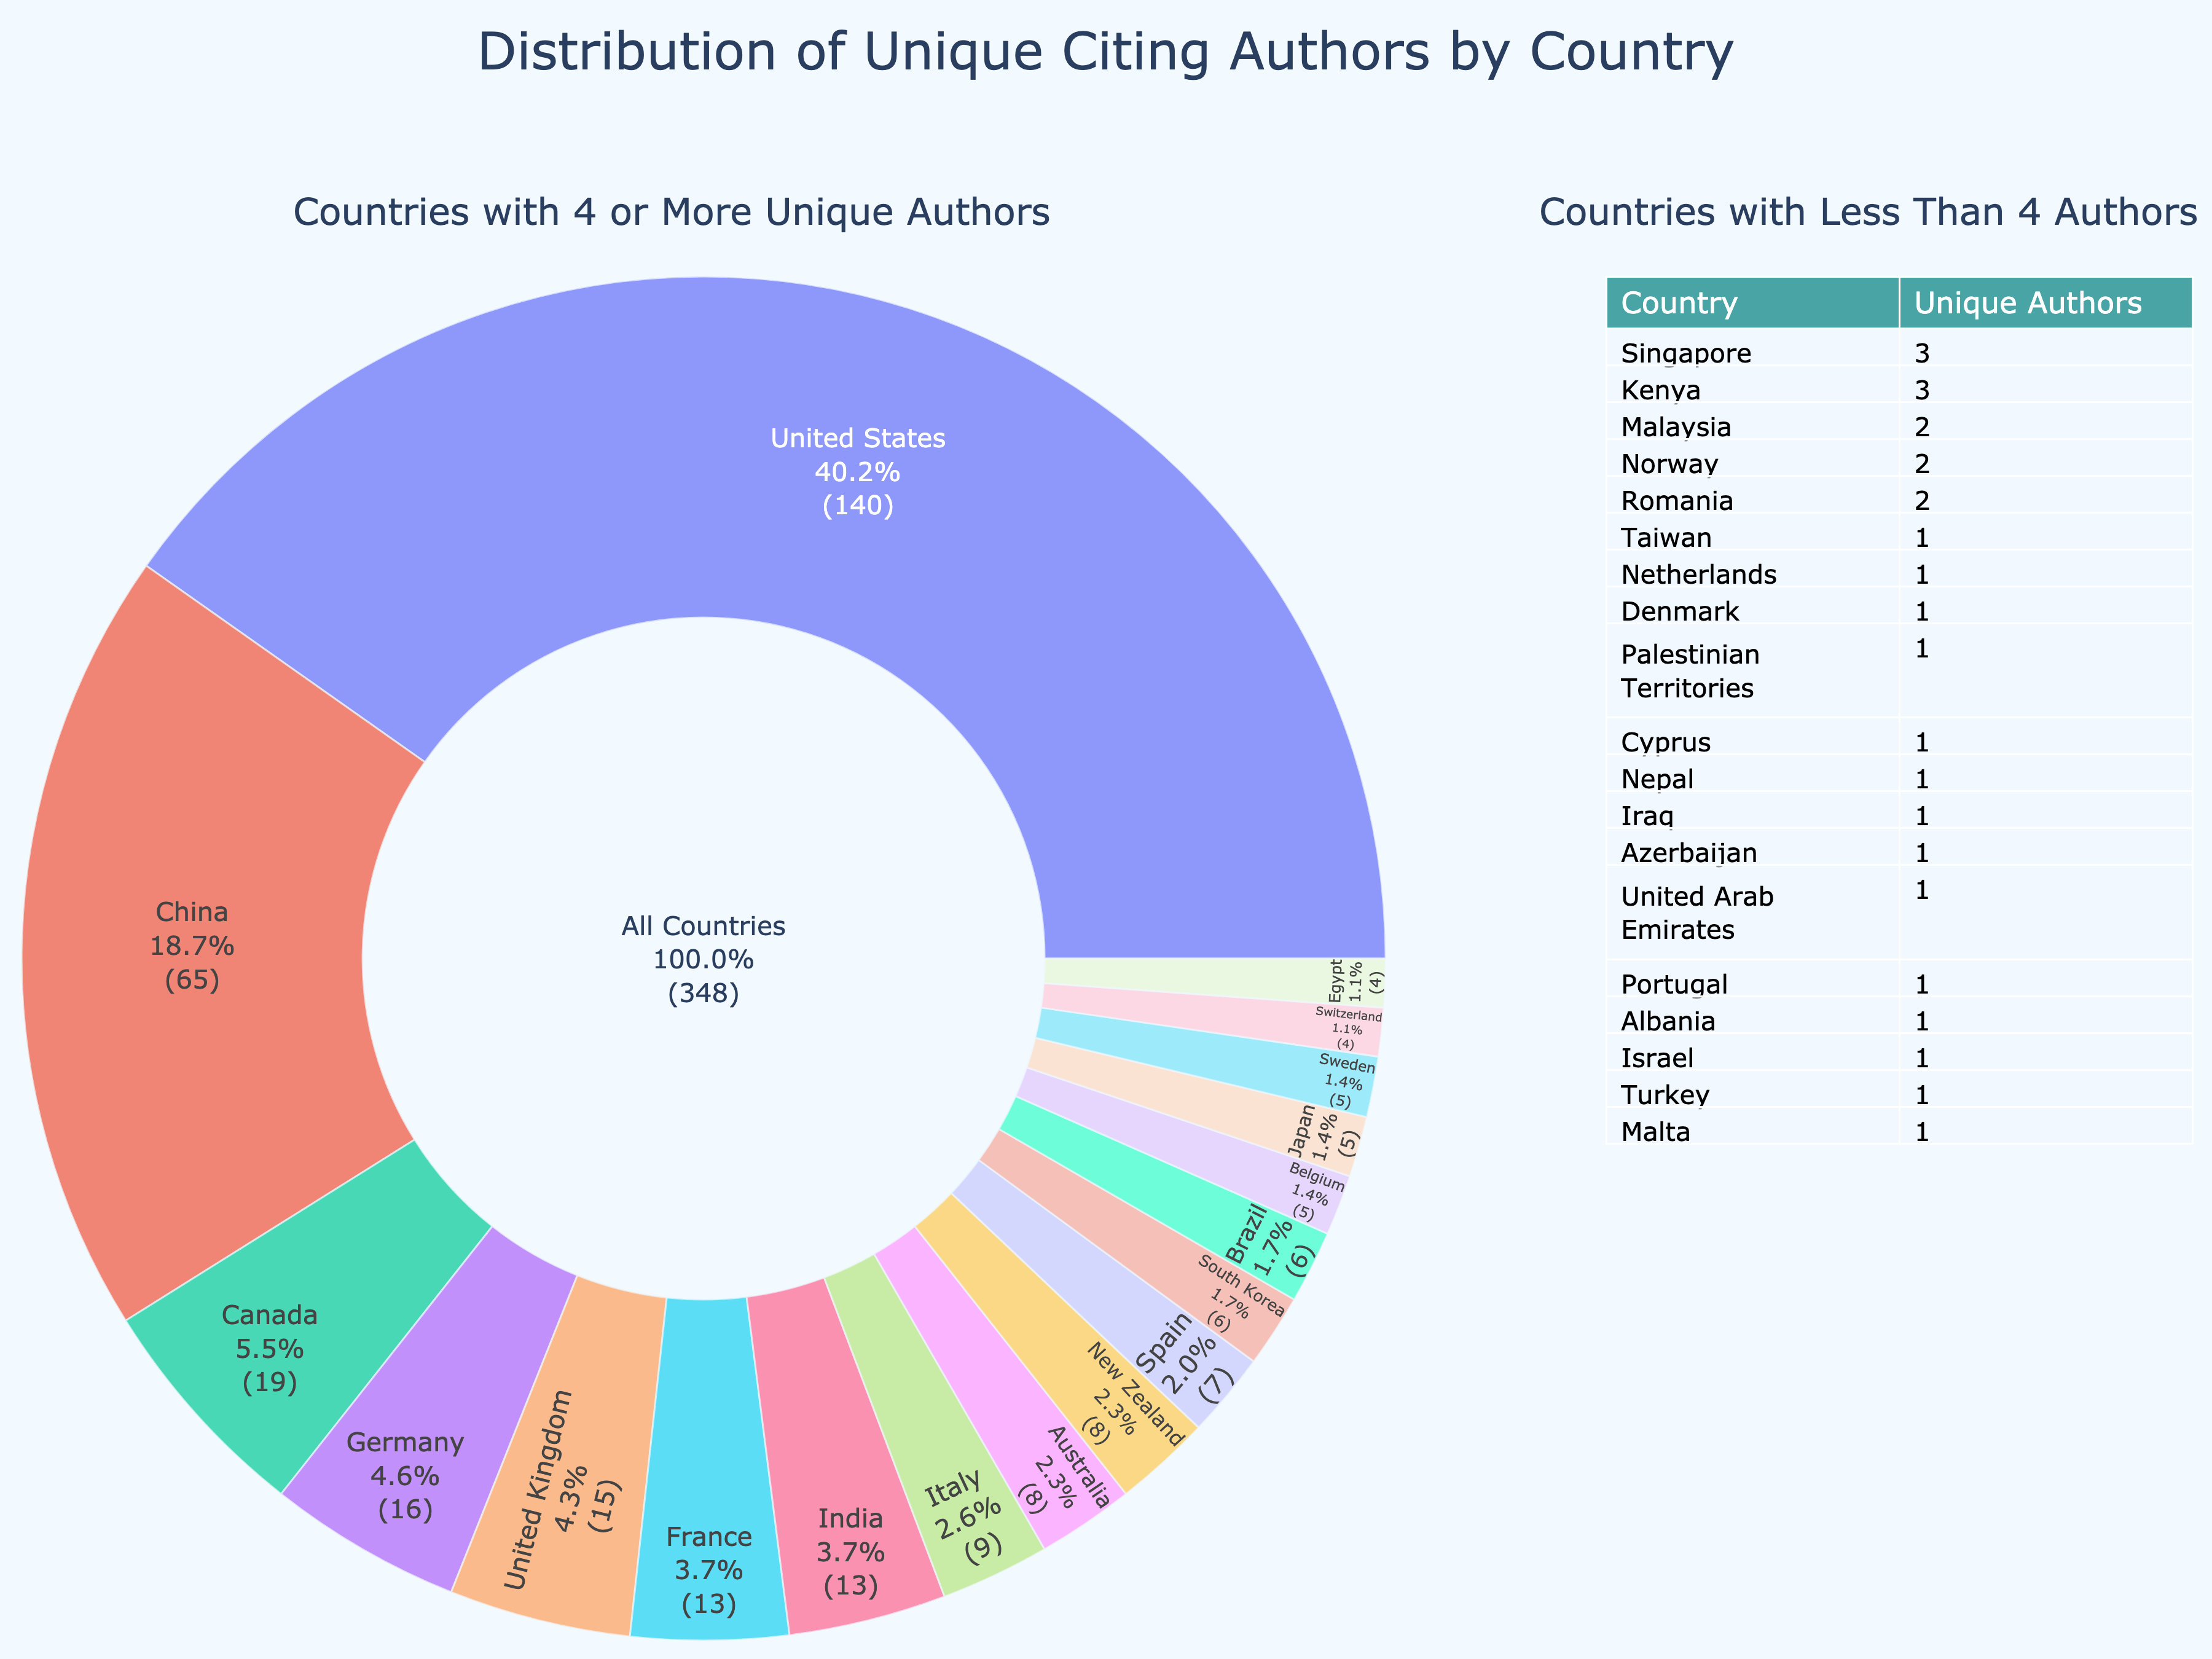 Distribution of Unique Citing Authors by Country
Countries with 4 or More Unique Authors
United States
40.2%
(140)
China
18.7%
(65)
All Countries
100.0%
(348)
Canada
5.5%
(19)
Germany
4.6%
(16)
United Kingdom
4.3%
(15)
France
3.7%
(13)
India
3.7%
(13)
Italy
2.6%
(9)
Australia
2.3%
(8)
New Zealand
2.3%
(8)
Spain
2.0%
(7)
South Korea
1.7%
(6)
Brazil
1.7%
(6)
Belgium
1.4%
(5)
Japan
1.4%
(5)
Sweden
1.4%
(5)
Switzerland
1.1%
(4)
Egypt
1.1%
(4)
Countries with Less Than 4 Authors
Country Unique Authors
Singapore 3
Kenya 3
Malaysia 2
Norway 2
Romania 2
Taiwan 1
Netherlands 1
Denmark 1
Palestinian 1
Territories
Cyprus 1
Nepal 1
Iraq 1
Azerbaijan 1
United Arab 1
Emirates
Portugal 1
Albania 1
Israel 1
Turkey 1
Malta 1